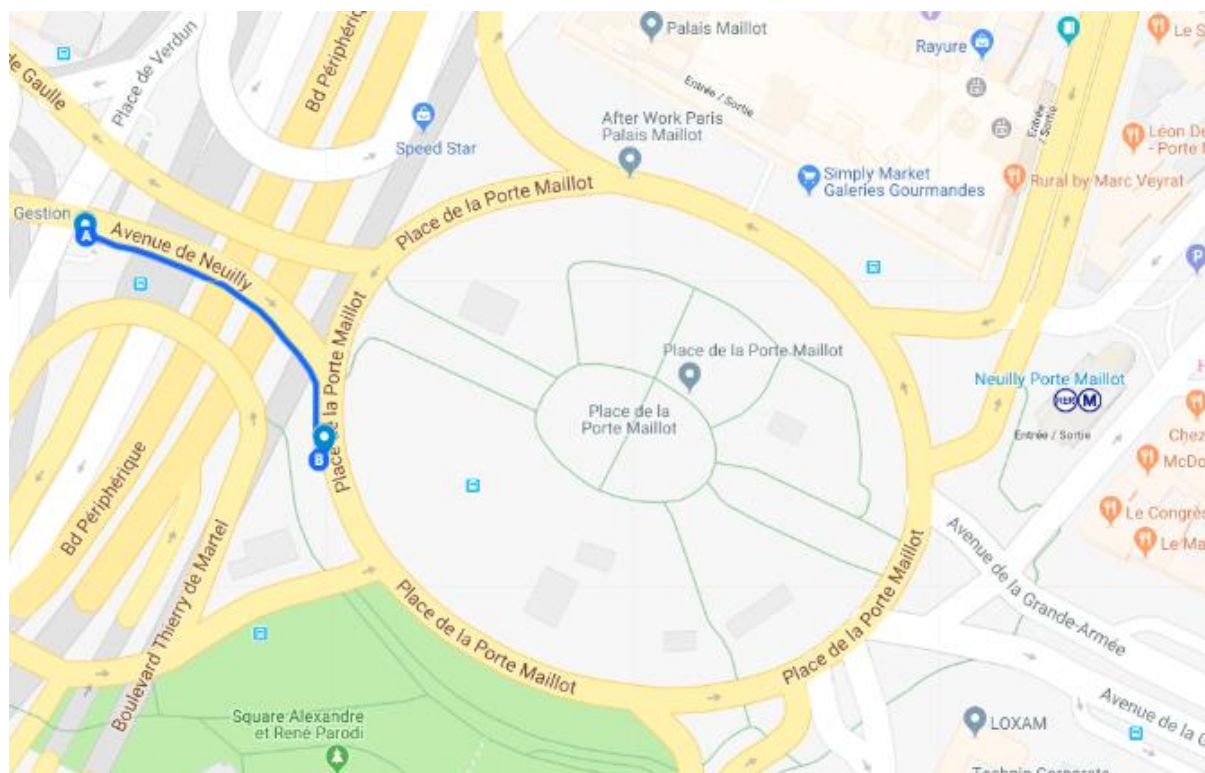 Palais Maillot
Rayure
Le S
de Gaulle
Place de Verdun
Bd Périphérique
Entrée / Sortie
Entrée
/ Sortie
After Work Paris
Palais Maillot
Speed Star
Léon De
- Porte M
Simply Market
Galeries Gourmandes
Rural by Marc Veyrat
Place de la Porte Maillot
Gestion
A
Avenue de Neuilly
P
Place de la Porte Maillot
Place de la Porte Maillot
Neuilly Porte Maillot
RER M
H
Place de la
Porte Maillot
Entrée / Sortie
Chez
McDo
B
Bd Périphérique
Le Congrès
Le Ma
Boulevard Thierry de Martel
Avenue de la Grande-Armée
Place de la Porte Maillot
Place de la Porte Maillot
Avenue de la G
Square Alexandre
et René Parodi
LOXAM
Technip Corporate